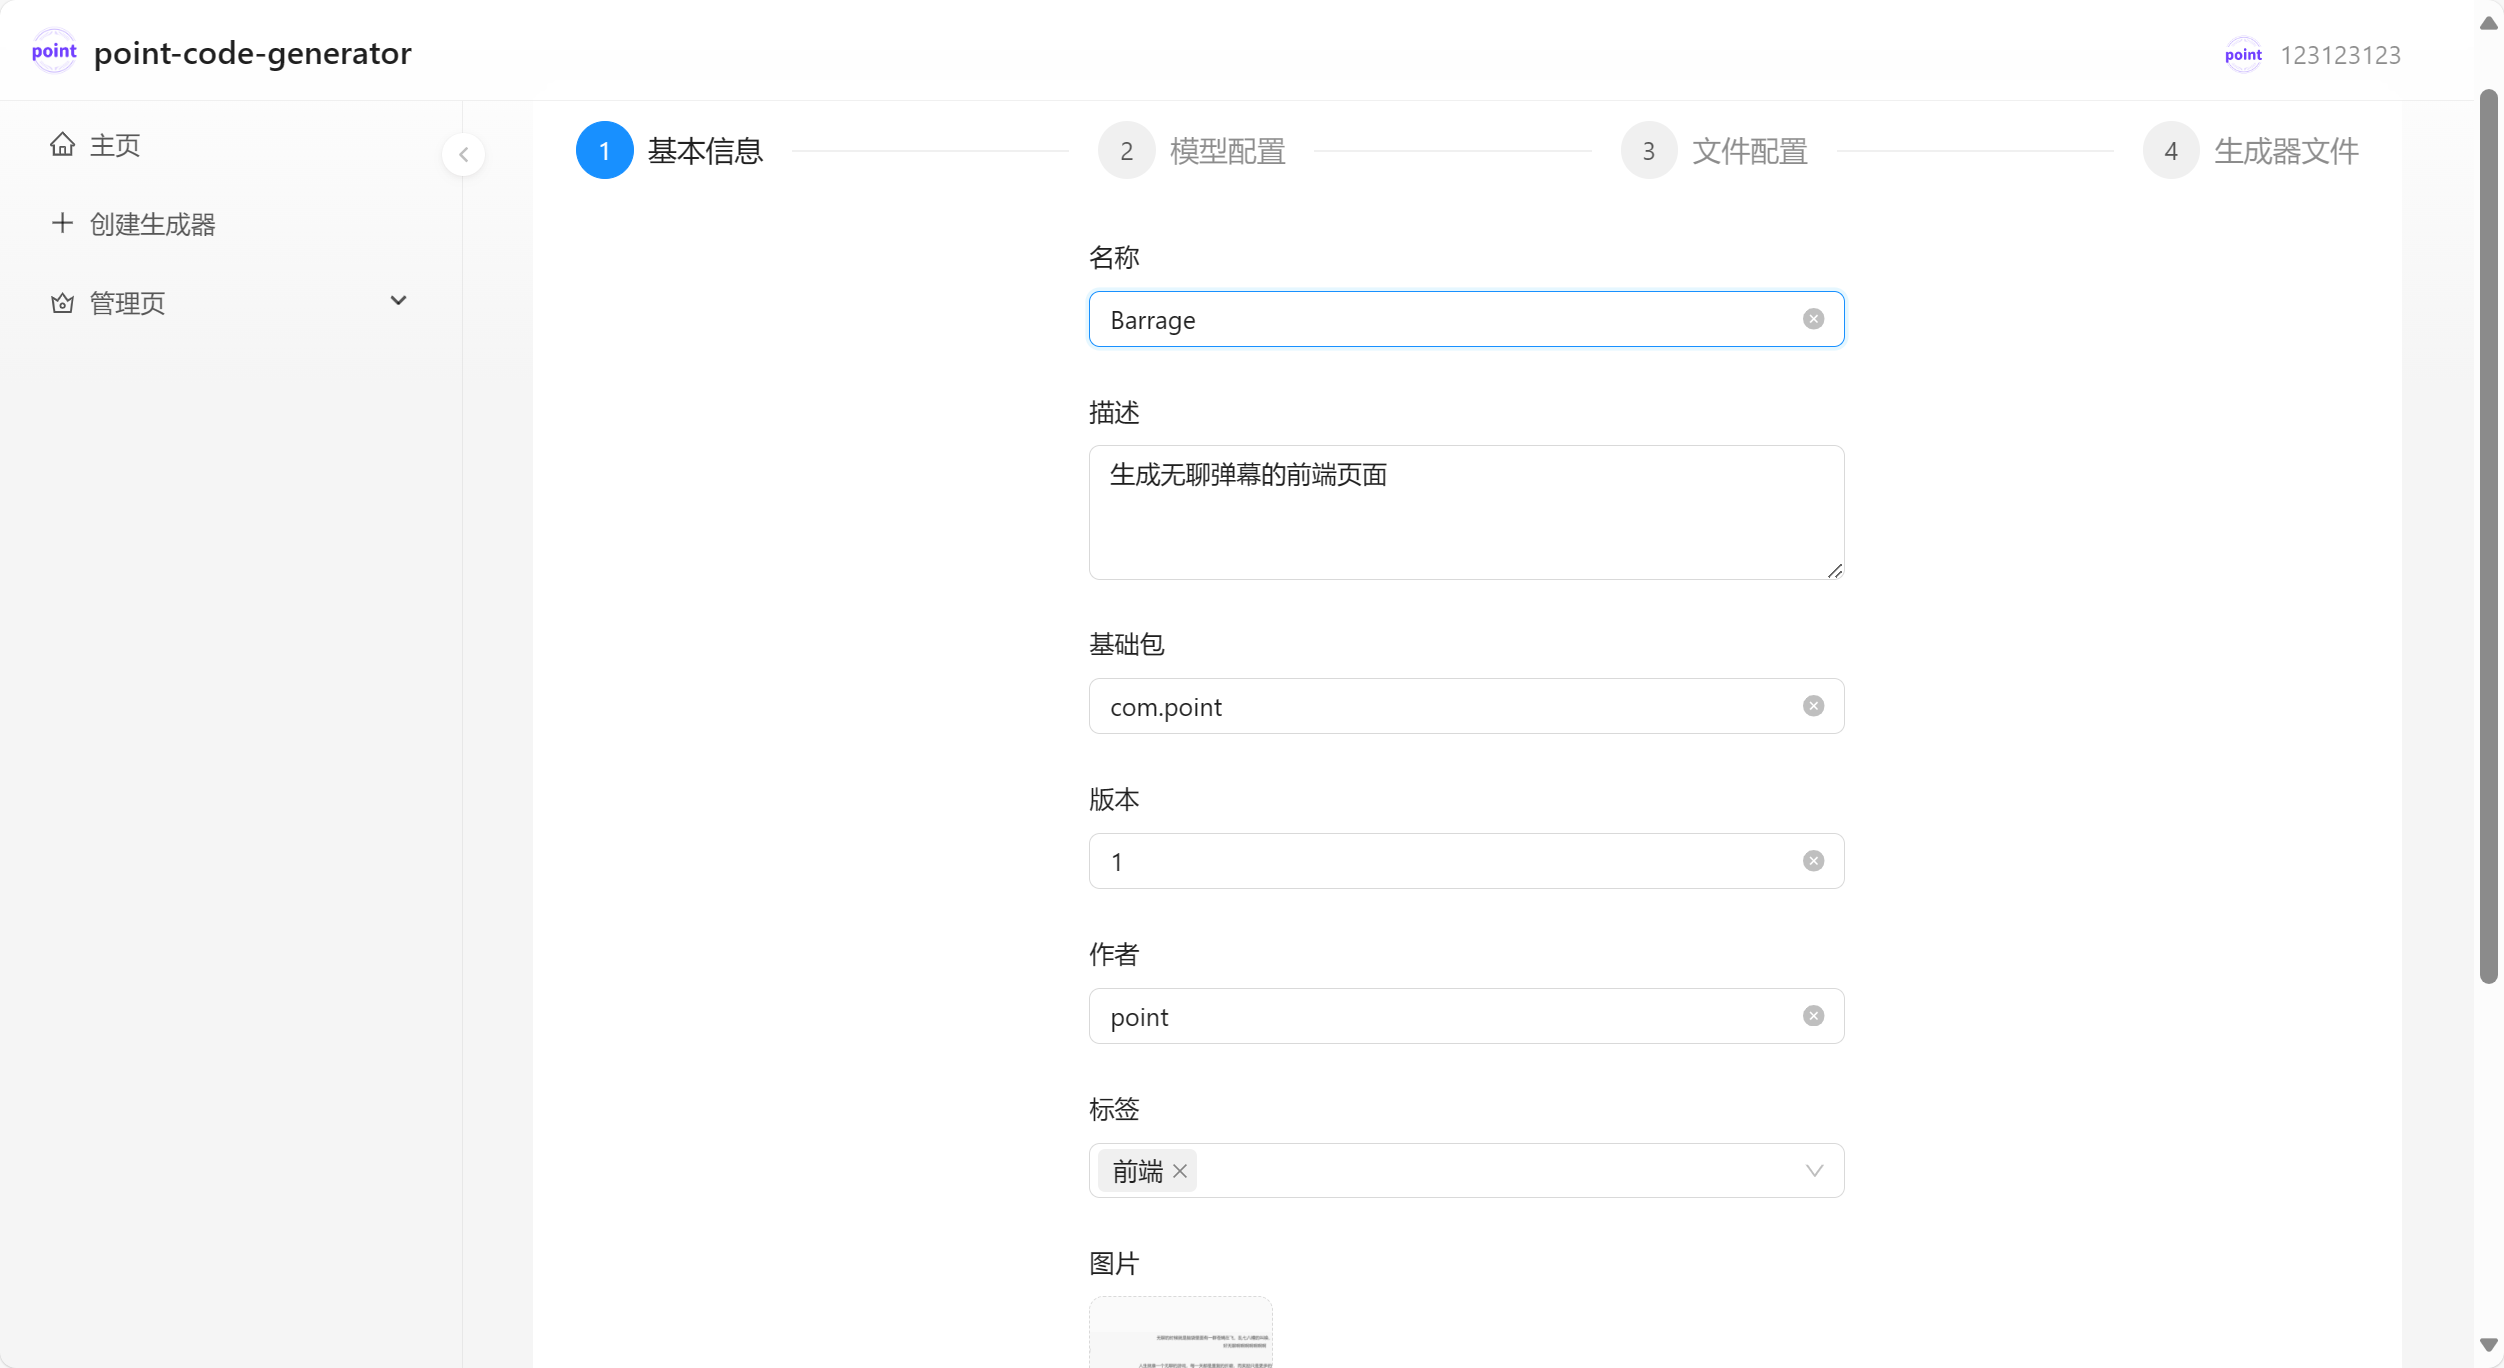 point point-code-generator
point 123123123
主页
创建生成器
管理页
1 基本信息
2 模型配置
3 文件配置
4 生成器文件
名称
Barrage
描述
生成无聊弹幕的前端页面
基础包
com.point
版本
1
作者
point
标签
前端
图片